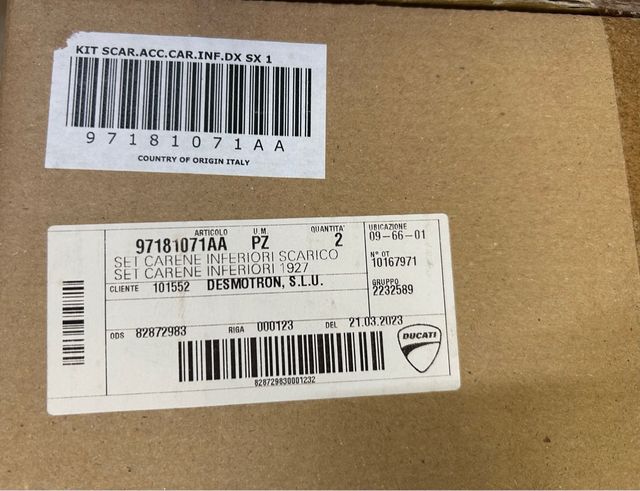 KIT SCAR.ACC.CAR.INF.DX SX 1
97181071AA
COUNTRY OF ORIGIN ITALY
ARTICOLO U.M. QUANTITA' UBICAZIONE
97181071AA PZ 2 09-66-01
SET CARENE INFERIORI SCARICO
SET CARENE INFERIORI 1927
N° OT
10167971
CLIENTE 101552 DESMOTRON, S.L.U.
GRUPPO
2232589
ODS 82872983 RIGA 000123 DEL 21.03.2023
DUCATI
828729830001232